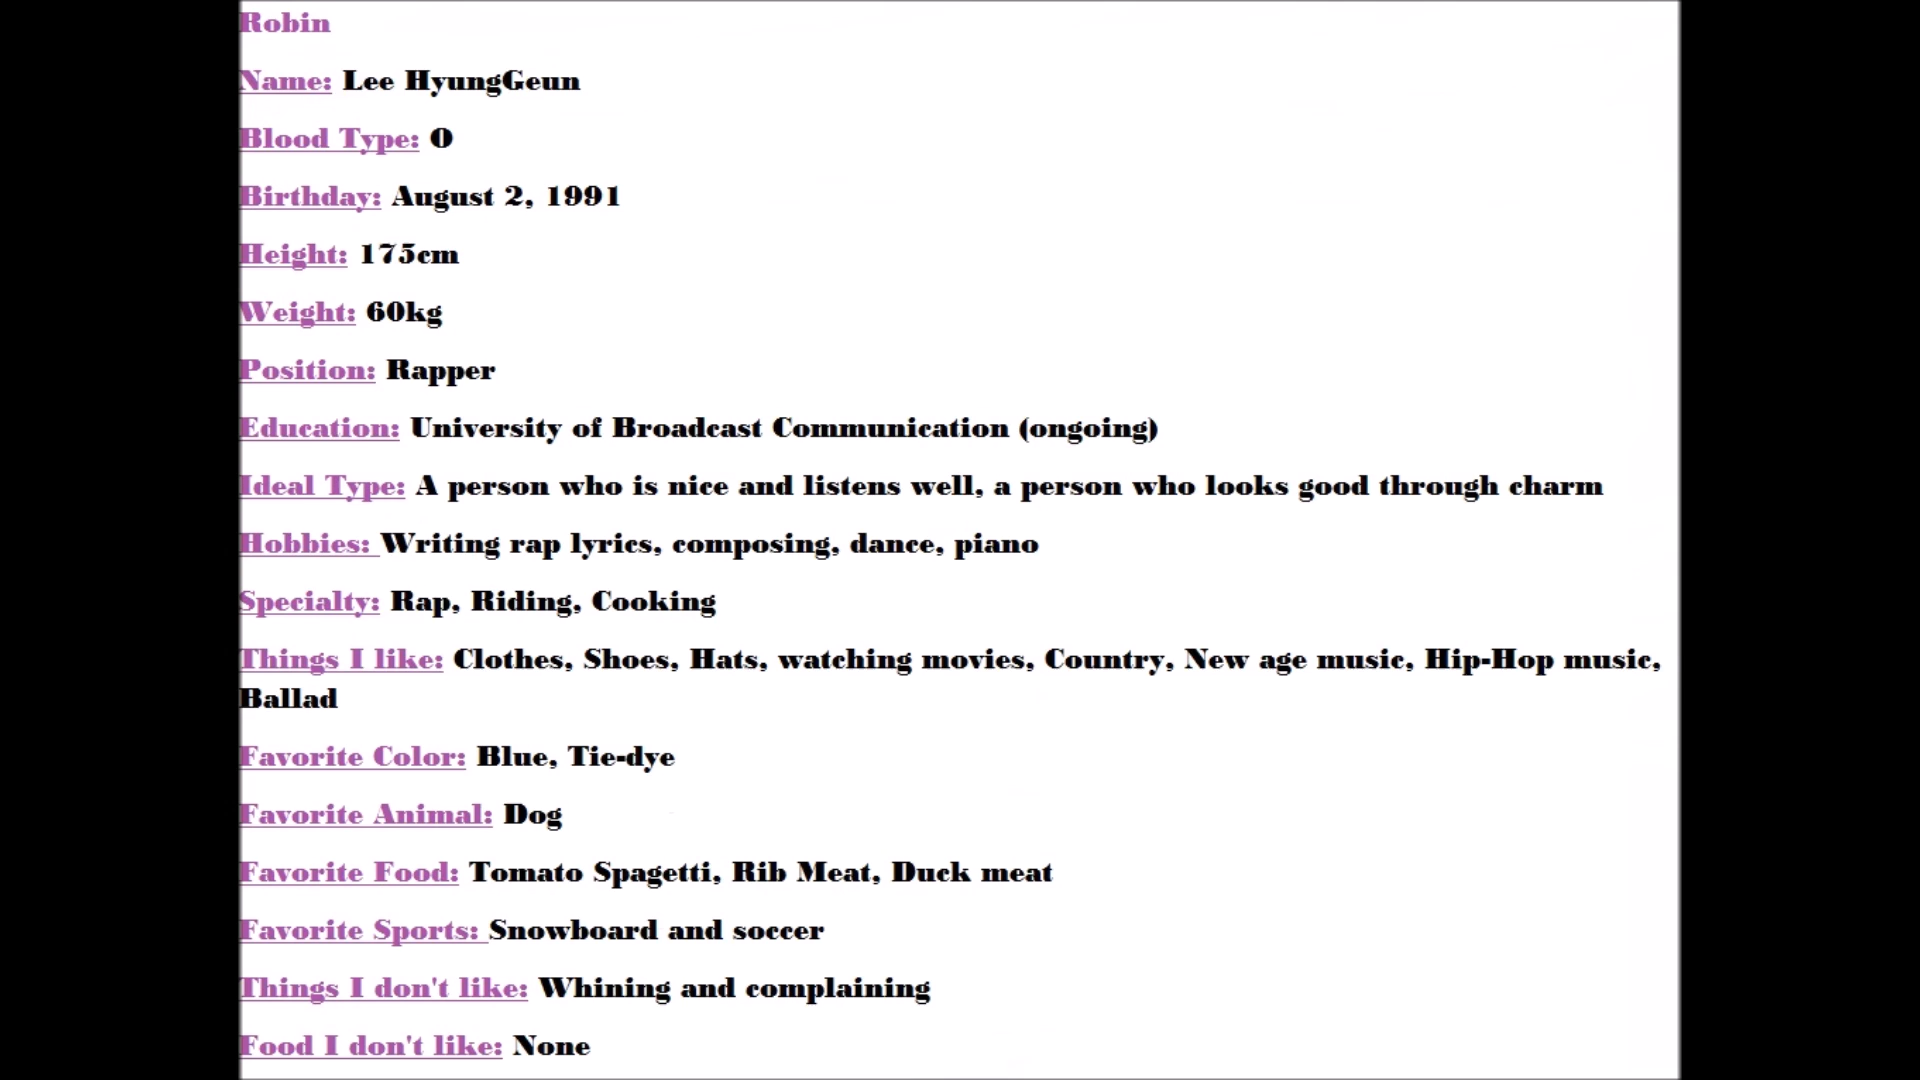 Robin
Name: Lee HyungGeun
Blood Type: O
Birthday: August 2, 1991
Height: 175cm
Weight: 60kg
Position: Rapper
Education: University of Broadcast Communication (ongoing)
Ideal Type: A person who is nice and listens well, a person who looks good through charm
Hobbies: Writing rap lyrics, composing, dance, piano
Specialty: Rap, Riding, Cooking
Things I like: Clothes, Shoes, Hats, watching movies, Country, New age music, Hip-Hop music,
Ballad
Favorite Color: Blue, Tie-dye
Favorite Animal: Dog
Favorite Food: Tomato Spagetti, Rib Meat, Duck meat
Favorite Sports: Snowboard and soccer
Things I don't like: Whining and complaining
Food I don't like: None